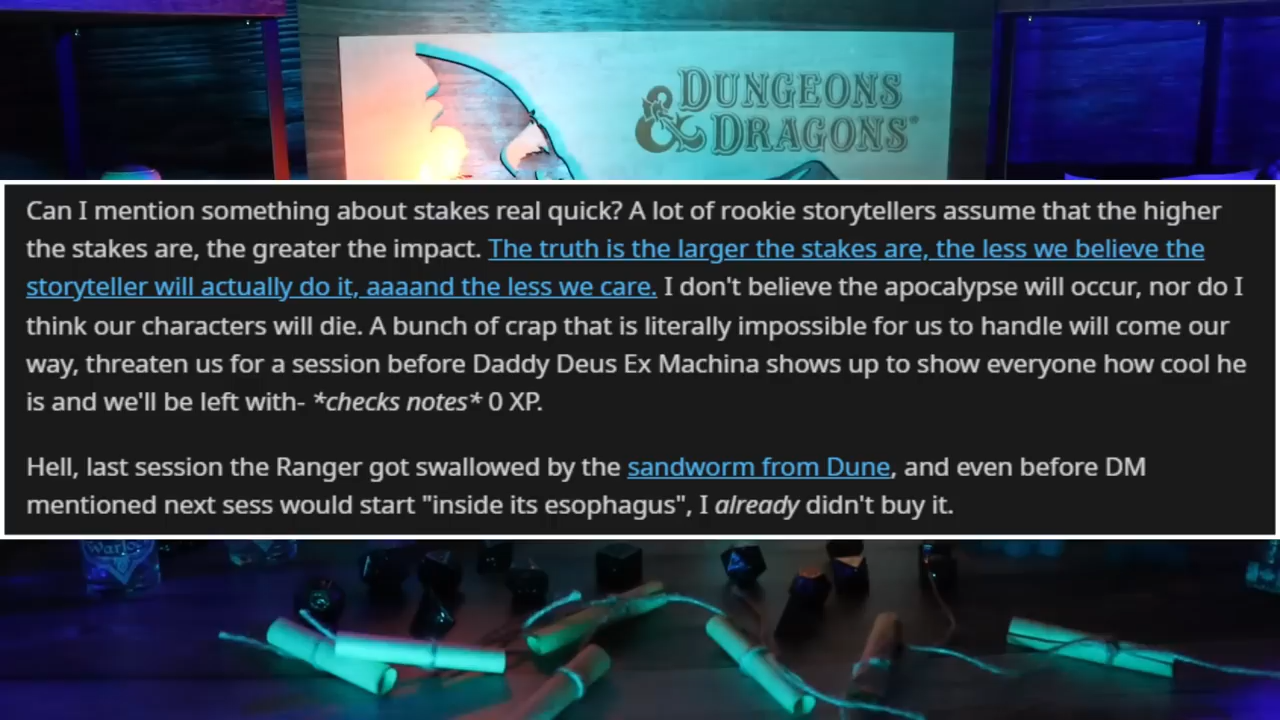 DUNGEONS
& DRAGONS®
Can I mention something about stakes real quick? A lot of rookie storytellers assume that the higher
the stakes are, the greater the impact. The truth is the larger the stakes are, the less we believe the
storyteller will actually do it, aaaand the less we care. I don't believe the apocalypse will occur, nor do I
think our characters will die. A bunch of crap that is literally impossible for us to handle will come our
way, threaten us for a session before Daddy Deus Ex Machina shows up to show everyone how cool he
is and we'll be left with- *checks notes* 0 XP.
Hell, last session the Ranger got swallowed by the sandworm from Dune, and even before DM
mentioned next sess would start "inside its esophagus", I already didn't buy it.